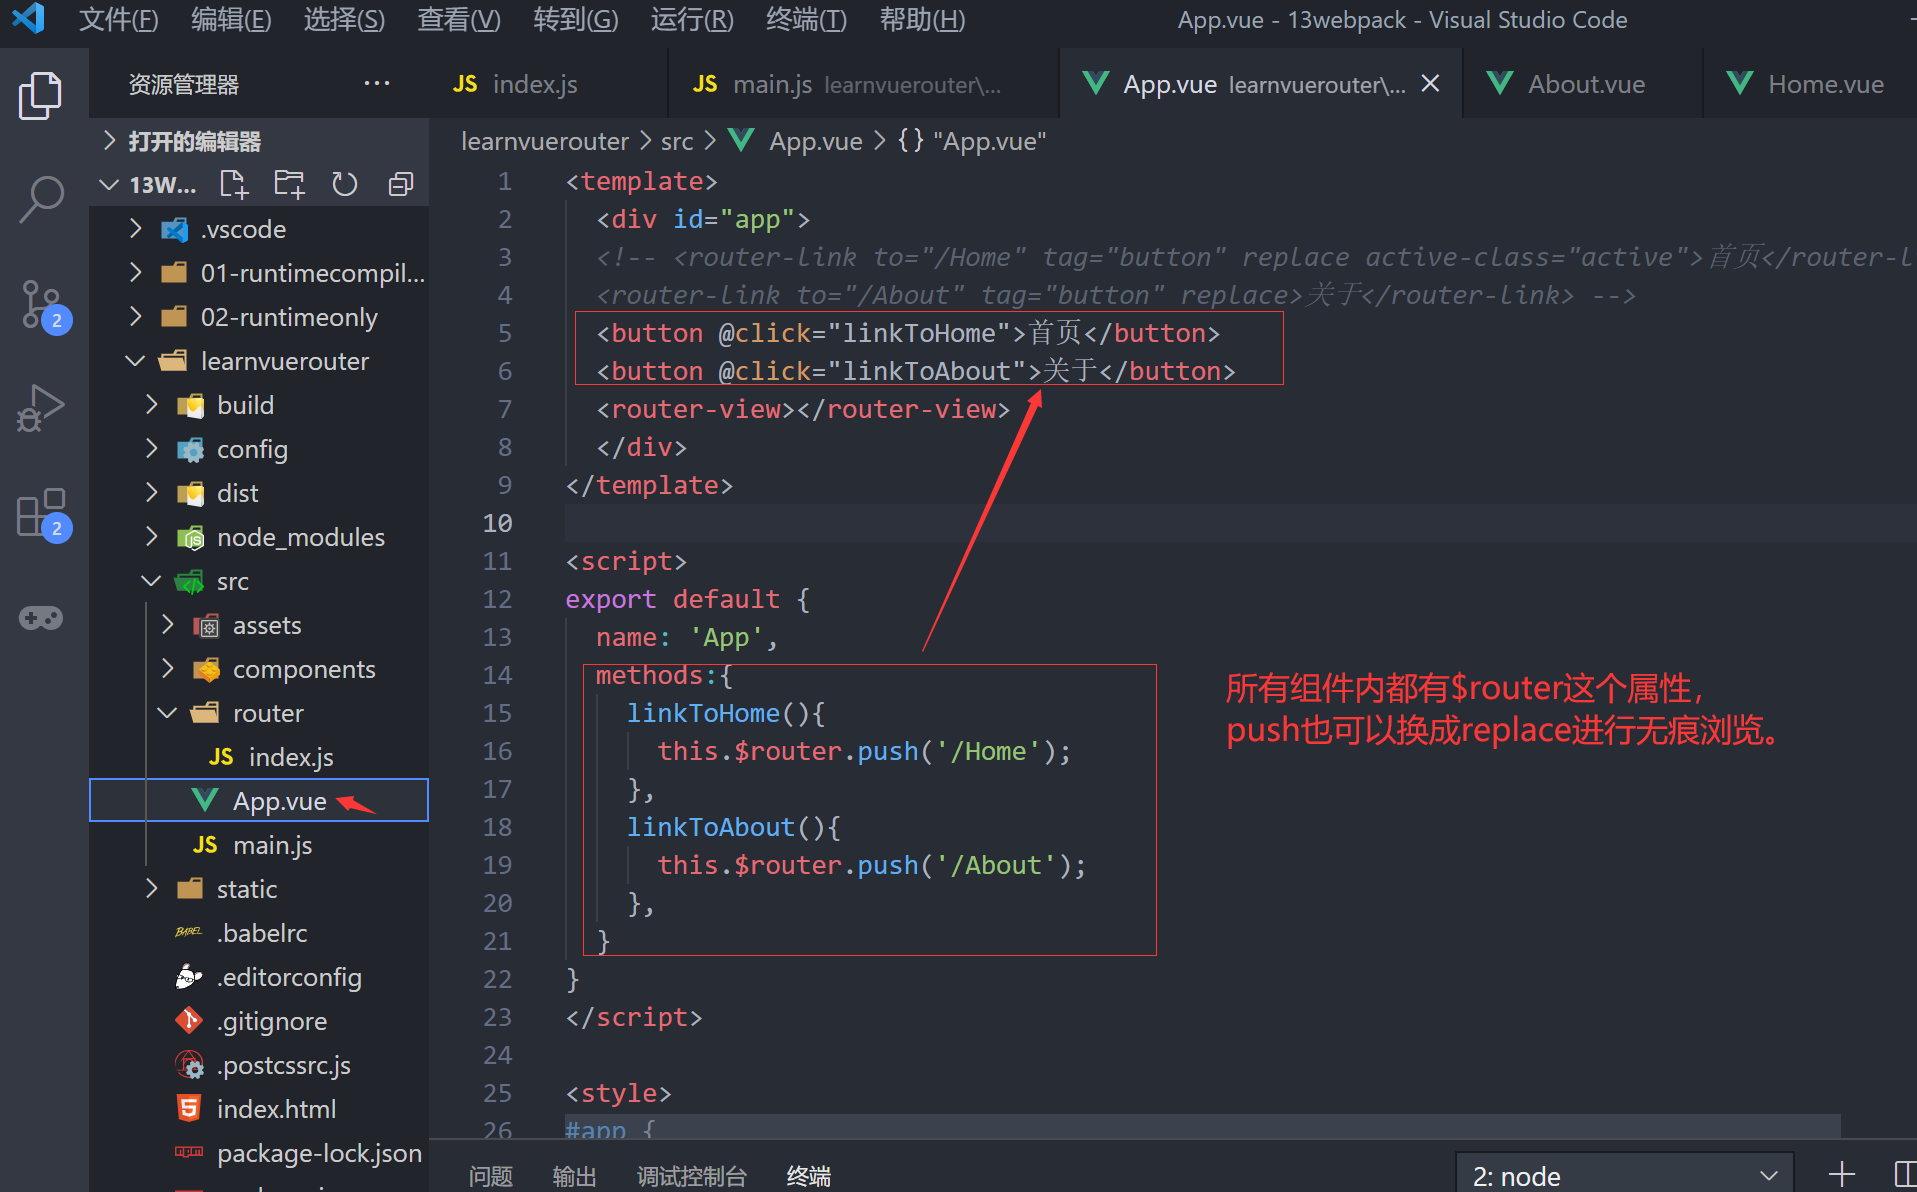 文件(F) 编辑(E) 选择(S) 查看(V) 转到(G) 运行(R) 终端(T) 帮助(H) App.vue - 13webpack - Visual Studio Code
资源管理器 ···
JS index.js JS main.js learnvuerouter\... App.vue learnvuerouter\... About.vue Home.vue
打开的编辑器
13W...
.vscode
01-runtimecompil...
02-runtimeonly
learnvuerouter
build
config
dist
node_modules
src
assets
components
router
JS index.js
App.vue
JS main.js
static
BABEL .babelrc
.editorconfig
.gitignore
.postcssrc.js
index.html
package-lock.json
2
2
learnvuerouter > src > App.vue > {} "App.vue"
1 <template>
2 <div id="app">
3 <!-- <router-link to="/Home" tag="button" replace active-class="active">首页</router-l
4 <router-link to="/About" tag="button" replace>关于</router-link> -->
5 <button @click="linkToHome">首页</button>
6 <button @click="linkToAbout">关于</button>
7 <router-view></router-view>
8 </div>
9 </template>
10
11 <script>
12 export default {
13 name: 'App',
14 methods:{
15 linkToHome(){
16 this.$router.push('/Home');
17 },
18 linkToAbout(){
19 this.$router.push('/About');
20 },
21 }
22 }
23 </script>
24
25 <style>
26 #app {
所有组件内都有$router这个属性，
push也可以换成replace进行无痕浏览。
问题 输出 调试控制台 终端 2: node